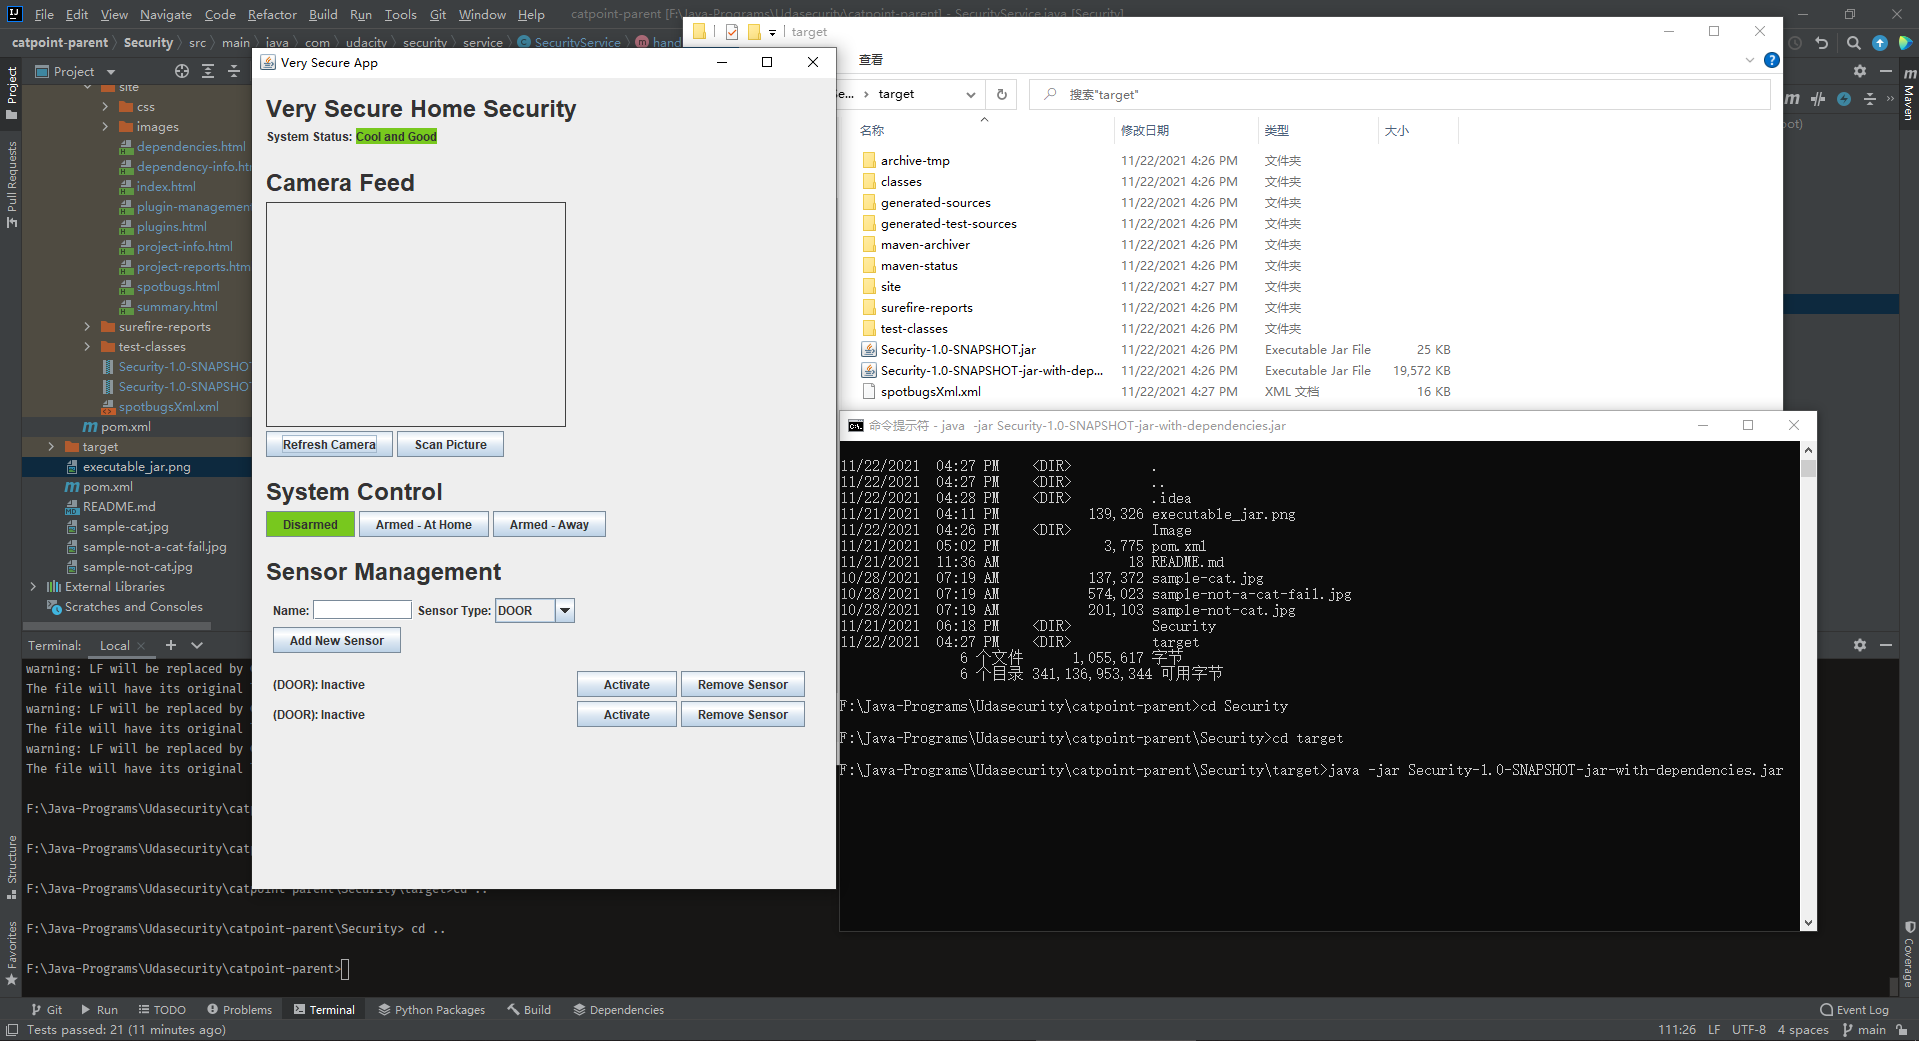 File Edit View Navigate Code Refactor Build Run Tools Git Window Help catpoint-parent [F:\Java-Programs\Udasecurity\catpoint-parent] - SecurityService.java [Security]
catpoint-parent Security src main java com udacity security service SecurityService hand
Project
Project
Pull Requests
Structure
Favorites
site
css
images
dependencies.html
dependency-info.htm
index.html
plugin-management
plugins.html
project-info.html
project-reports.htm
spotbugs.html
summary.html
surefire-reports
test-classes
Security-1.0-SNAPSHOT
Security-1.0-SNAPSHOT
spotbugsXml.xml
pom.xml
target
executable_jar.png
pom.xml
README.md
sample-cat.jpg
sample-not-a-cat-fail.jpg
sample-not-cat.jpg
External Libraries
Scratches and Consoles
Terminal: Local
warning: LF will be replaced by
The file will have its original
warning: LF will be replaced by
The file will have its original
warning: LF will be replaced by
The file will have its original
F:\Java-Programs\Udasecurity\cat
F:\Java-Programs\Udasecurity\cat
F:\Java-Programs\Udasecurity\catpoint-parent\Security\target>cd ..
F:\Java-Programs\Udasecurity\catpoint-parent\Security> cd ..
F:\Java-Programs\Udasecurity\catpoint-parent>
Very Secure App
Very Secure Home Security
System Status: Cool and Good
Camera Feed
Refresh Camera Scan Picture
System Control
Disarmed Armed - At Home Armed - Away
Sensor Management
Name: Sensor Type: DOOR
Add New Sensor
(DOOR): Inactive Activate Remove Sensor
(DOOR): Inactive Activate Remove Sensor
target
查看
target 搜索"target"
名称 修改日期 类型 大小
archive-tmp 11/22/2021 4:26 PM 文件夹
classes 11/22/2021 4:26 PM 文件夹
generated-sources 11/22/2021 4:26 PM 文件夹
generated-test-sources 11/22/2021 4:26 PM 文件夹
maven-archiver 11/22/2021 4:26 PM 文件夹
maven-status 11/22/2021 4:26 PM 文件夹
site 11/22/2021 4:27 PM 文件夹
surefire-reports 11/22/2021 4:26 PM 文件夹
test-classes 11/22/2021 4:26 PM 文件夹
Security-1.0-SNAPSHOT.jar 11/22/2021 4:26 PM Executable Jar File 25 KB
Security-1.0-SNAPSHOT-jar-with-dep... 11/22/2021 4:26 PM Executable Jar File 19,572 KB
spotbugsXml.xml 11/22/2021 4:27 PM XML 文档 16 KB
命令提示符 - java -jar Security-1.0-SNAPSHOT-jar-with-dependencies.jar
11/22/2021 04:27 PM <DIR> .
11/22/2021 04:27 PM <DIR> ..
11/22/2021 04:28 PM <DIR> .idea
11/21/2021 04:11 PM 139,326 executable_jar.png
11/22/2021 04:26 PM <DIR> Image
11/21/2021 05:02 PM 3,775 pom.xml
11/21/2021 11:36 AM 18 README.md
10/28/2021 07:19 AM 137,372 sample-cat.jpg
10/28/2021 07:19 AM 574,023 sample-not-a-cat-fail.jpg
10/28/2021 07:19 AM 201,103 sample-not-cat.jpg
11/21/2021 06:18 PM <DIR> Security
11/22/2021 04:27 PM <DIR> target
6 个文件 1,055,617 字节
6 个目录 341,136,953,344 可用字节
F:\Java-Programs\Udasecurity\catpoint-parent>cd Security
F:\Java-Programs\Udasecurity\catpoint-parent\Security>cd target
F:\Java-Programs\Udasecurity\catpoint-parent\Security\target>java -jar Security-1.0-SNAPSHOT-jar-with-dependencies.jar
Maven
Coverage
Git Run TODO Problems Terminal Python Packages Build Dependencies Event Log
Tests passed: 21 (11 minutes ago) 111:26 LF UTF-8 4 spaces main